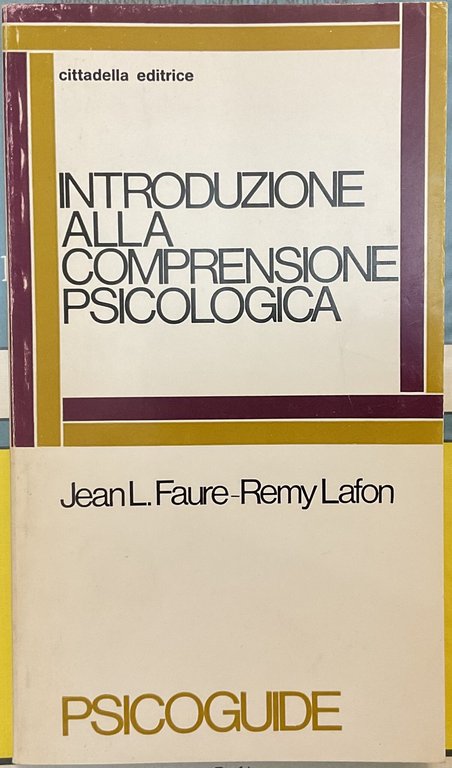 cittadella editrice
INTRODUZIONE
ALLA
COMPRENSIONE
PSICOLOGICA
Jean L. Faure-Remy Lafon
PSICOGUIDE